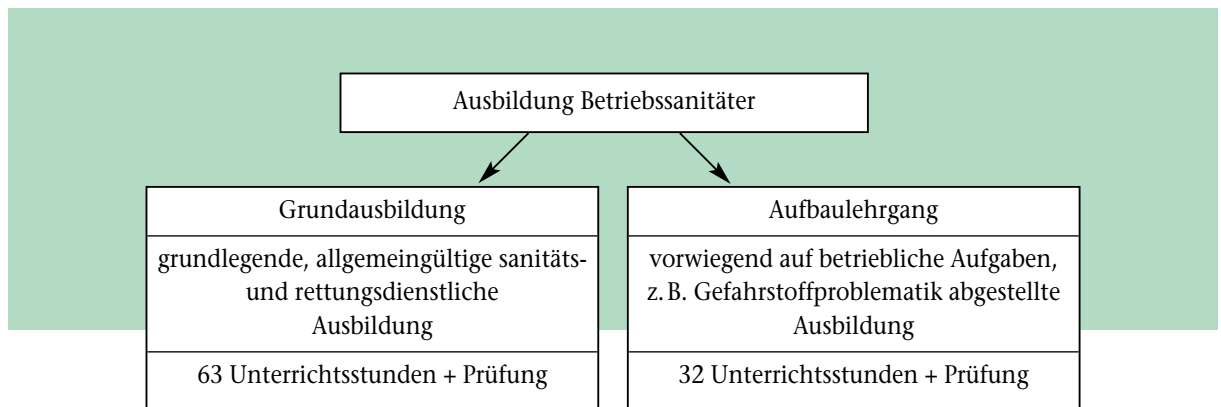 Ausbildung Betriebssanitäter
Grundausbildung
grundlegende, allgemeingültige sanitäts-
und rettungsdienstliche
Ausbildung
63 Unterrichtsstunden + Prüfung
Aufbaulehrgang
vorwiegend auf betriebliche Aufgaben,
z. B. Gefahrstoffproblematik abgestellte
Ausbildung
32 Unterrichtsstunden + Prüfung